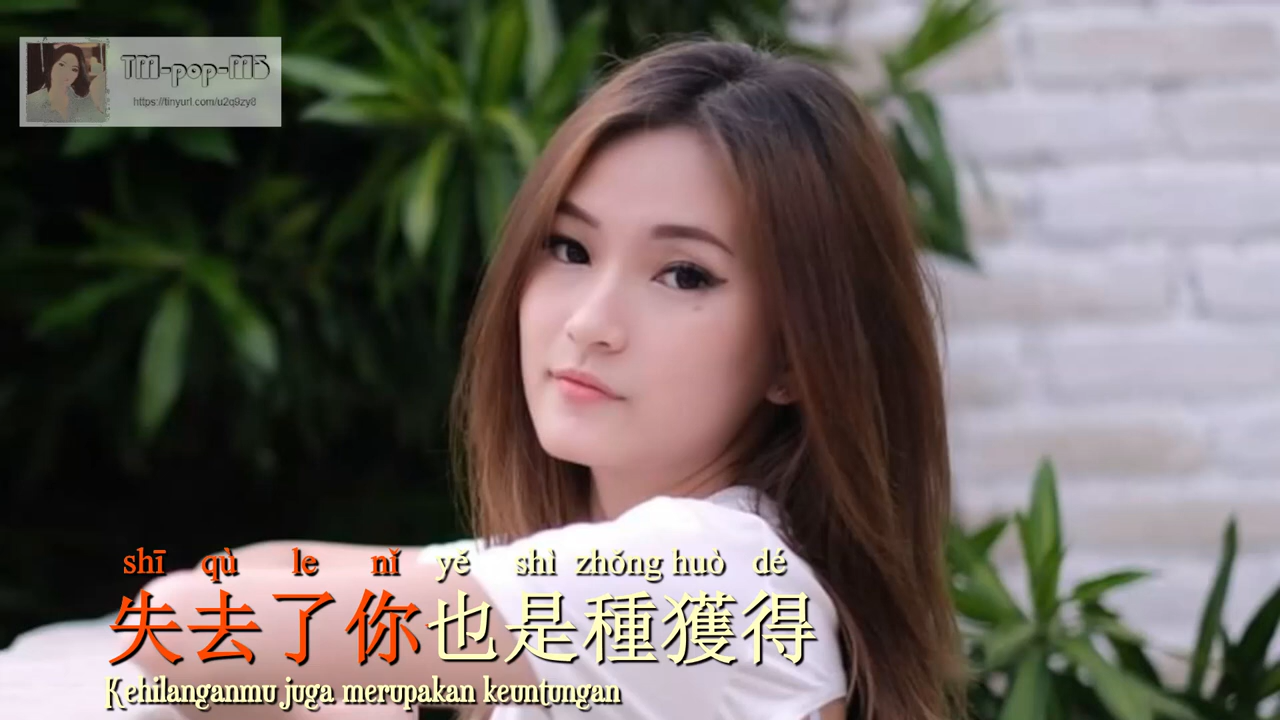 TM-pop-M3
https://tinyurl.com/u2q9zy8
shī qù le nǐ yé shì zhóng huò dé
失去了你也是種獲得
Kehilanganmu juga merupakan keuntungan